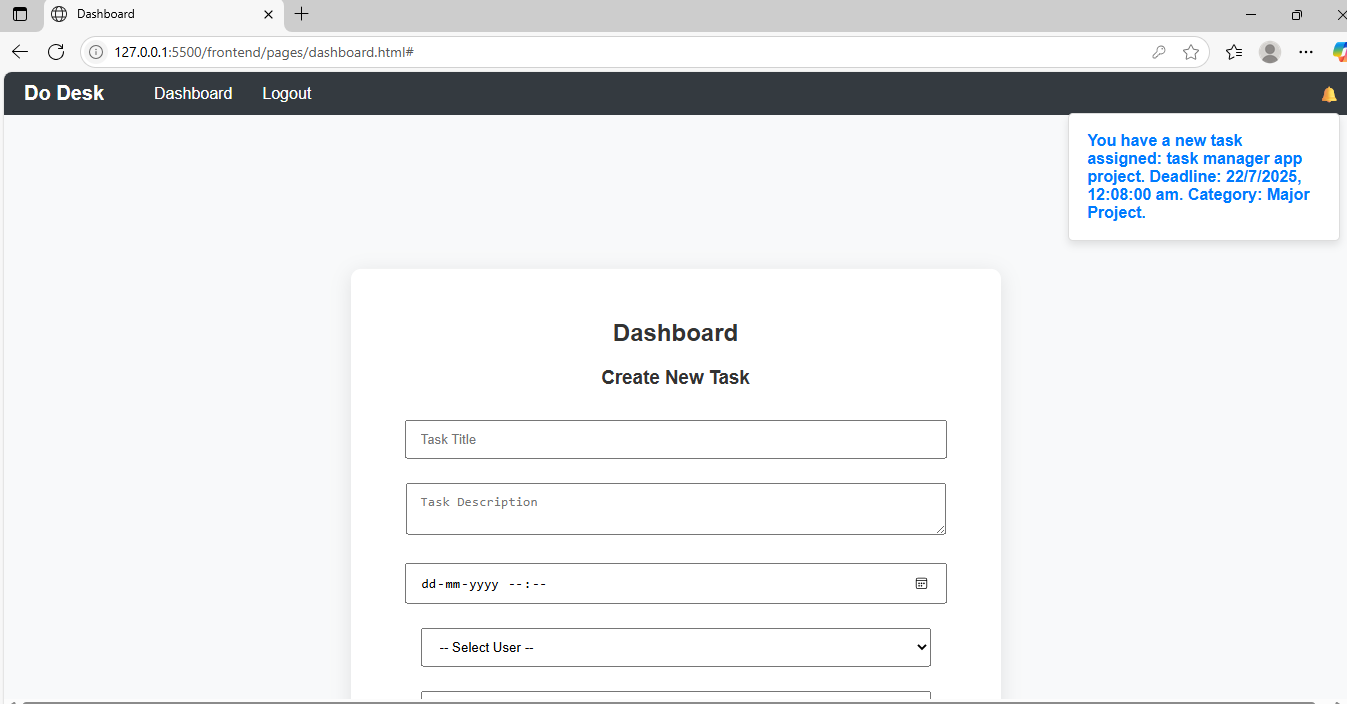 Dashboard
127.0.0.1:5500/frontend/pages/dashboard.html#
Do Desk
Dashboard
Logout
You have a new task
assigned: task manager app
project. Deadline: 22/7/2025,
12:08:00 am. Category: Major
Project.
Dashboard
Create New Task
Task Title
Task Description
dd-mm-yyyy --:--
-- Select User --